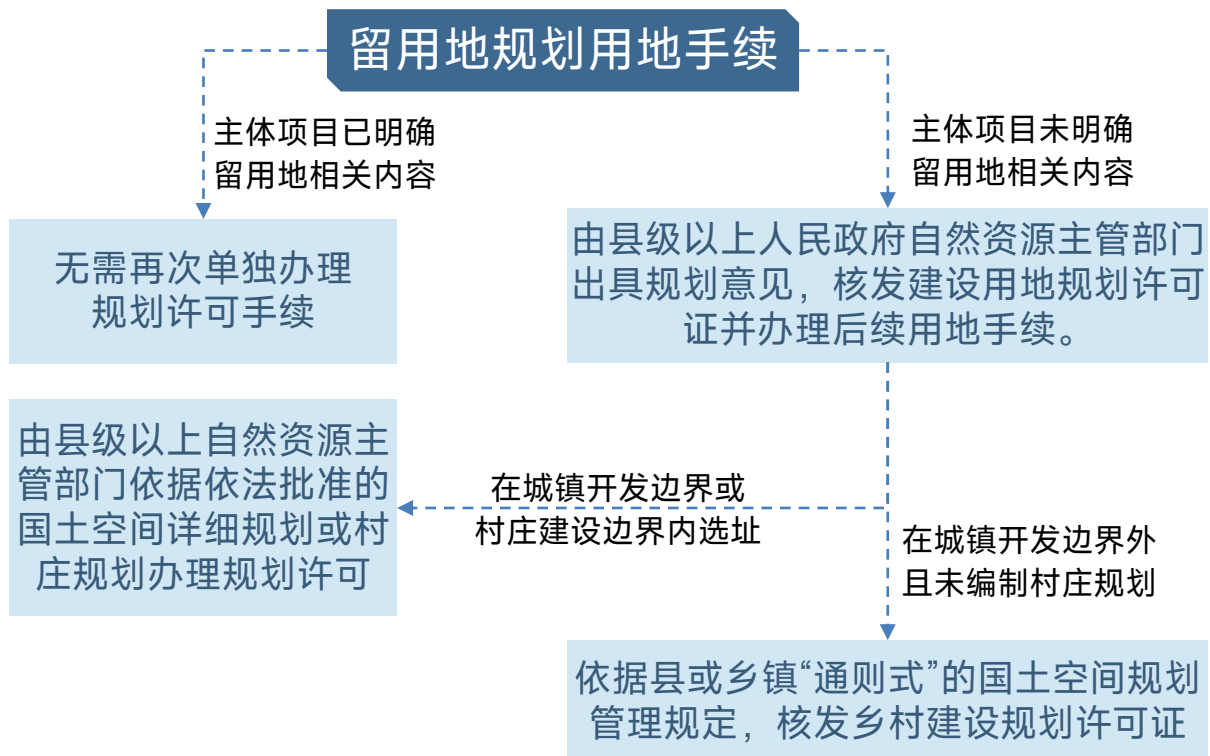 留用地规划用地手续
主体项目已明确
留用地相关内容
主体项目未明确
留用地相关内容
无需再次单独办理
规划许可手续
由县级以上人民政府自然资源主管部门
出具规划意见，核发建设用地规划许可
证并办理后续用地手续。
由县级以上自然资源主
管部门依据依法批准的
国土空间详细规划或村
庄规划办理规划许可
在城镇开发边界或
村庄建设边界内选址
在城镇开发边界外
且未编制村庄规划
依据县或乡镇“通则式”的国土空间规划
管理规定，核发乡村建设规划许可证